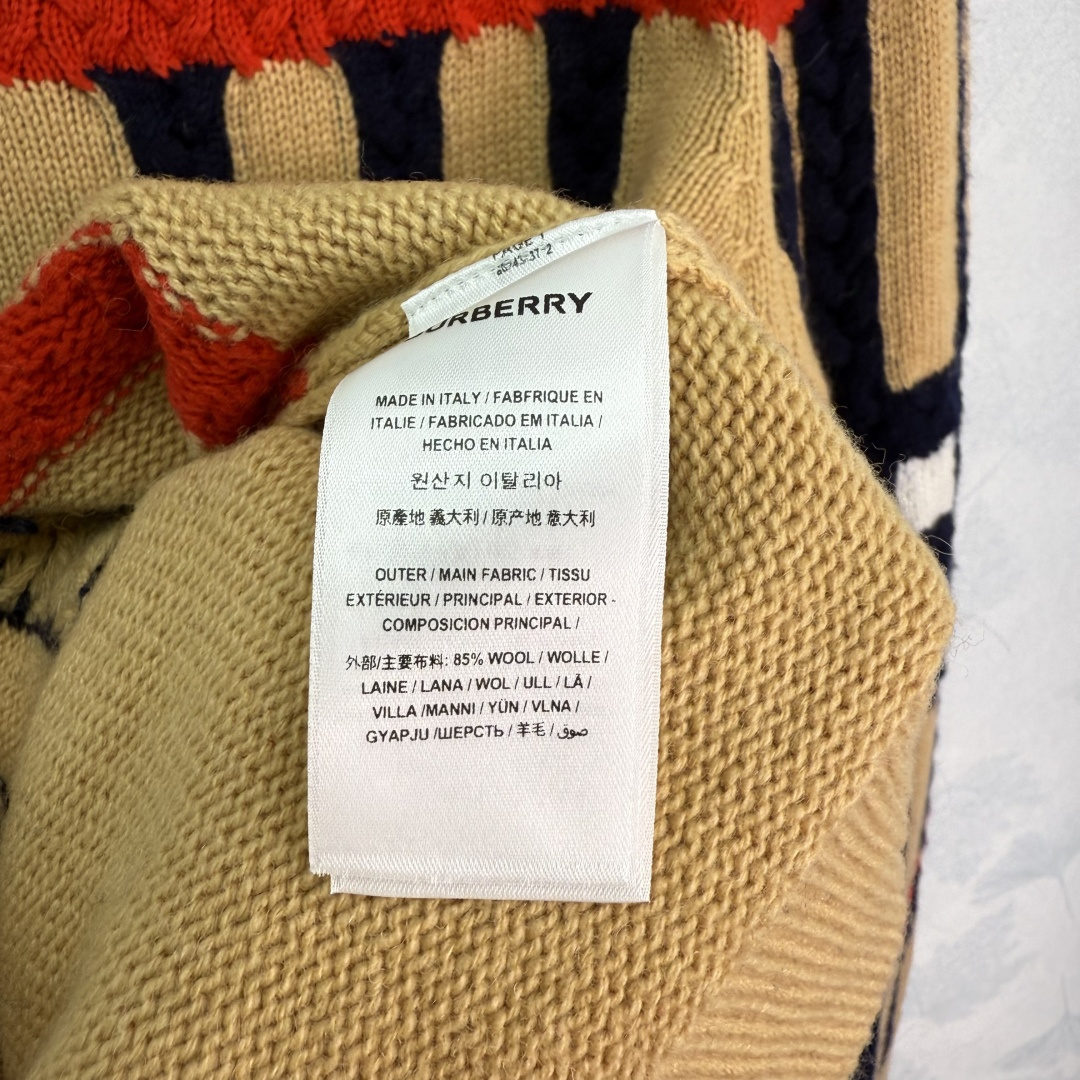 PAGE 1
BURBERRY
MADE IN ITALY / FABFRIQUE EN
ITALIE / FABRICADO EM ITALIA /
HECHO EN ITALIA
원산지 이탈리아
原產地 義大利 / 原产地 意大利
OUTER / MAIN FABRIC / TISSU
EXTÉRIEUR / PRINCIPAL / EXTERIOR -
COMPOSICION PRINCIPAL /
外部/主要布料: 85% WOOL / WOLLE /
LAINE / LANA / WOL / ULL / LÃ /
VILLA /MANNI / YÜN / VLNA /
GYAPJU /ШЕРСТЬ / 羊毛 / صوف